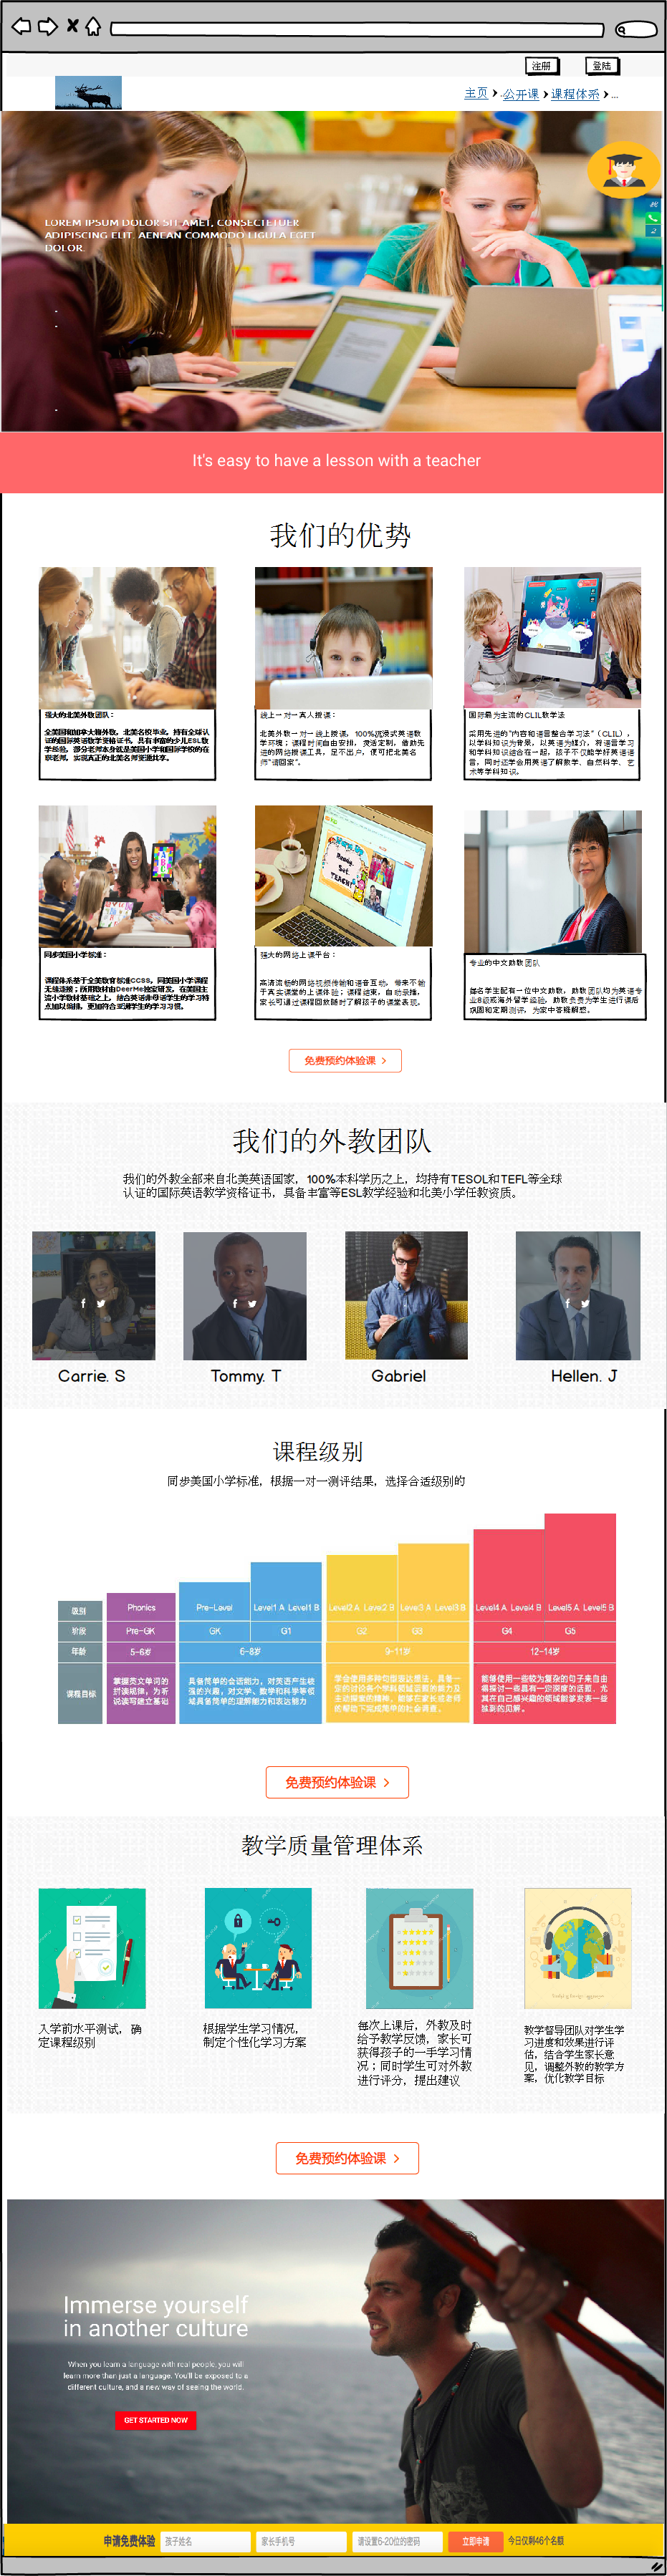 注册
登陆
主页 > 公开课 > 课程体系 > ...
LOREM IPSUM DOLOR SIT AMET, CONSECTETUER
ADIPISCING ELIT. AENEAN COMMODO LIGULA EGET
DOLOR.
It's easy to have a lesson with a teacher
我们的优势
强大的北美外教团队：
全美国和加拿大籍外教，北美名校毕业，持有全球认
证的国际英语教学资格证书，具有丰富的少儿ESL教
学经验，部分老师本身就是美国小学和国际学校的在
职老师，实现真正的北美名师资源共享。
线上一对一真人授课：
北美外教一对一线上授课，100%沉浸式英语教
学环境；课程时间自由安排，灵活定制，借助先
进的网络授课工具，足不出户，便可把北美名
师“请回家”。
国际最为主流的CLIL教学法
采用先进的“内容和语言整合学习法”（CLIL），
以学科知识为背景，以英语为媒介，将语言学习
和学科知识结合在一起，孩子不仅能学好英语语
言，同时还学会用英语了解数学、自然科学、艺
术等学科知识。
同步美国小学标准：
课程体系基于全美教育标准CCSS，同美国小学课程
无缝连接；所用教材由DeerMe独家研发，在美国主
流小学教材基础之上，结合英语非母语学生的学习特
点加以编排，更加符合亚洲学生的学习习惯。
强大的网络上课平台：
高清流畅的网络视频传输和语音互动，带来不输
于真实课堂的上课体验；课程结束，自动录播，
家长可通过课程回放随时了解孩子的课堂表现。
专业的中文助教团队
每名学生配有一位中文助教，助教团队均为英语专
业8级或海外留学经验，助教负责为学生进行课后
巩固和定期测评，为家中答疑解惑。
免费预约体验课 >
我们的外教团队
我们的外教全部来自北美英语国家，100%本科学历之上，均持有TESOL和TEFL等全球
认证的国际英语教学资格证书，具备丰富等ESL教学经验和北美小学任教资质。
Carrie. S
Tommy. T
Gabriel
Hellen. J
课程级别
同步美国小学标准，根据一对一测评结果，选择合适级别的
级别 Phonics Pre-Level Level1 A Level1 B Level2 A Level2 B Level3 A Level3 B Level4 A Level4 B Level5 A Level5 B
阶段 Pre-GK GK G1 G2 G3 G4 G5
年龄 5-6岁 6-8岁 9-11岁 12-14岁
课程目标
掌握英文单词的
拼读规律，为听
说读写建立基础
具备简单的会话能力，对英语产生较
强的兴趣，对文学、数学和科学等领
域具备简单的理解能力和表达能力
学会使用多种句型表达想法，具备一
定的讨论各个学科领域话题的能力及
主动探索的精神，能够在家长或老师
的帮助下完成简单的社会调查。
能够使用一些较为复杂的句子来自由
得探讨一些具有一定深度的话题，尤
其在自己感兴趣的领域能够发表一些
独到的见解。
免费预约体验课 >
教学质量管理体系
入学前水平测试，确
定课程级别
根据学生学习情况，
制定个性化学习方案
每次上课后，外教及时
给予教学反馈，家长可
获得孩子的一手学习情
况；同时学生可对外教
进行评分，提出建议
教学督导团队对学生学
习进度和效果进行评
估，结合学生家长意
见，调整外教的教学方
案，优化教学目标
免费预约体验课 >
Immerse yourself
in another culture
When you learn a language with real people, you will
learn more than just a language. You'll be exposed to a
different culture, and a new way of seeing the world.
GET STARTED NOW
申请免费体验 孩子姓名 家长手机号 请设置6-20位的密码 立即申请 今日仅剩46个名额